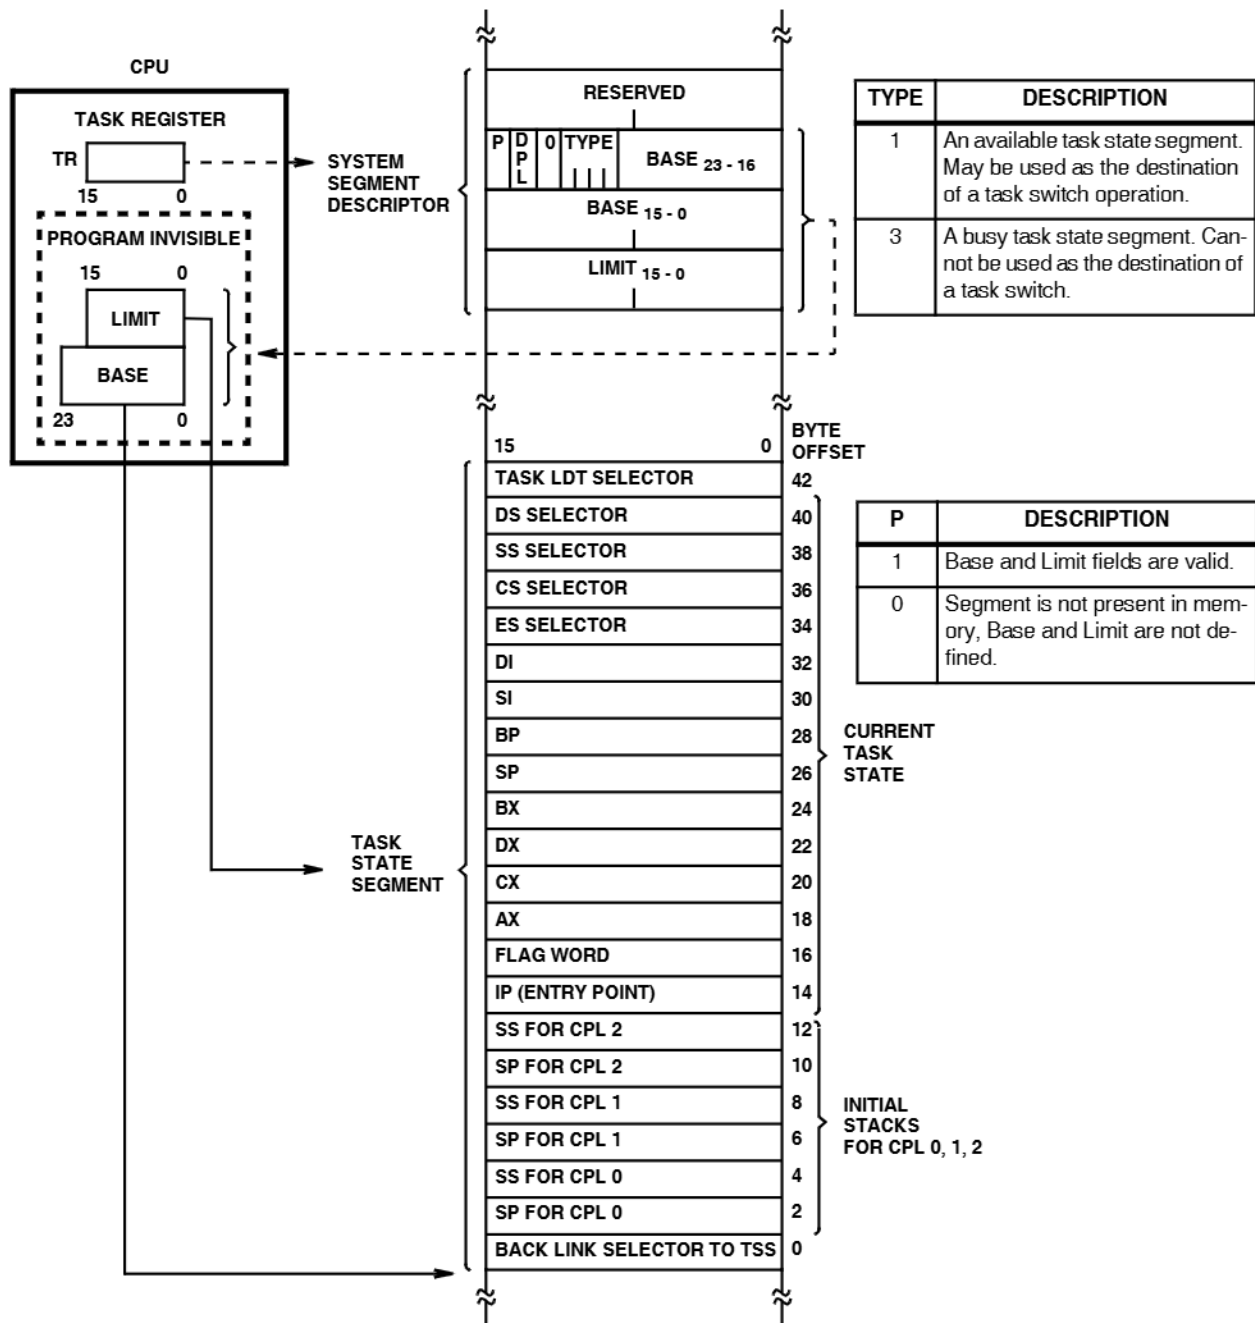 CPU
TASK REGISTER
TR
15 0
PROGRAM INVISIBLE
15 0
LIMIT
BASE
23 0
SYSTEM
SEGMENT
DESCRIPTOR
RESERVED
P DPL 0 TYPE BASE 23 - 16
BASE 15 - 0
LIMIT 15 - 0
TYPE DESCRIPTION
1 An available task state segment.
May be used as the destination
of a task switch operation.
3 A busy task state segment. Can-
not be used as the destination of
a task switch.
15 0 BYTE
OFFSET
TASK LDT SELECTOR 42
DS SELECTOR 40
SS SELECTOR 38
CS SELECTOR 36
ES SELECTOR 34
DI 32
SI 30
BP 28
SP 26
BX 24
DX 22
CX 20
AX 18
FLAG WORD 16
IP (ENTRY POINT) 14
SS FOR CPL 2 12
SP FOR CPL 2 10
SS FOR CPL 1 8
SP FOR CPL 1 6
SS FOR CPL 0 4
SP FOR CPL 0 2
BACK LINK SELECTOR TO TSS 0
TASK
STATE
SEGMENT
P DESCRIPTION
1 Base and Limit fields are valid.
0 Segment is not present in mem-
ory, Base and Limit are not de-
fined.
CURRENT
TASK
STATE
INITIAL
STACKS
FOR CPL 0, 1, 2